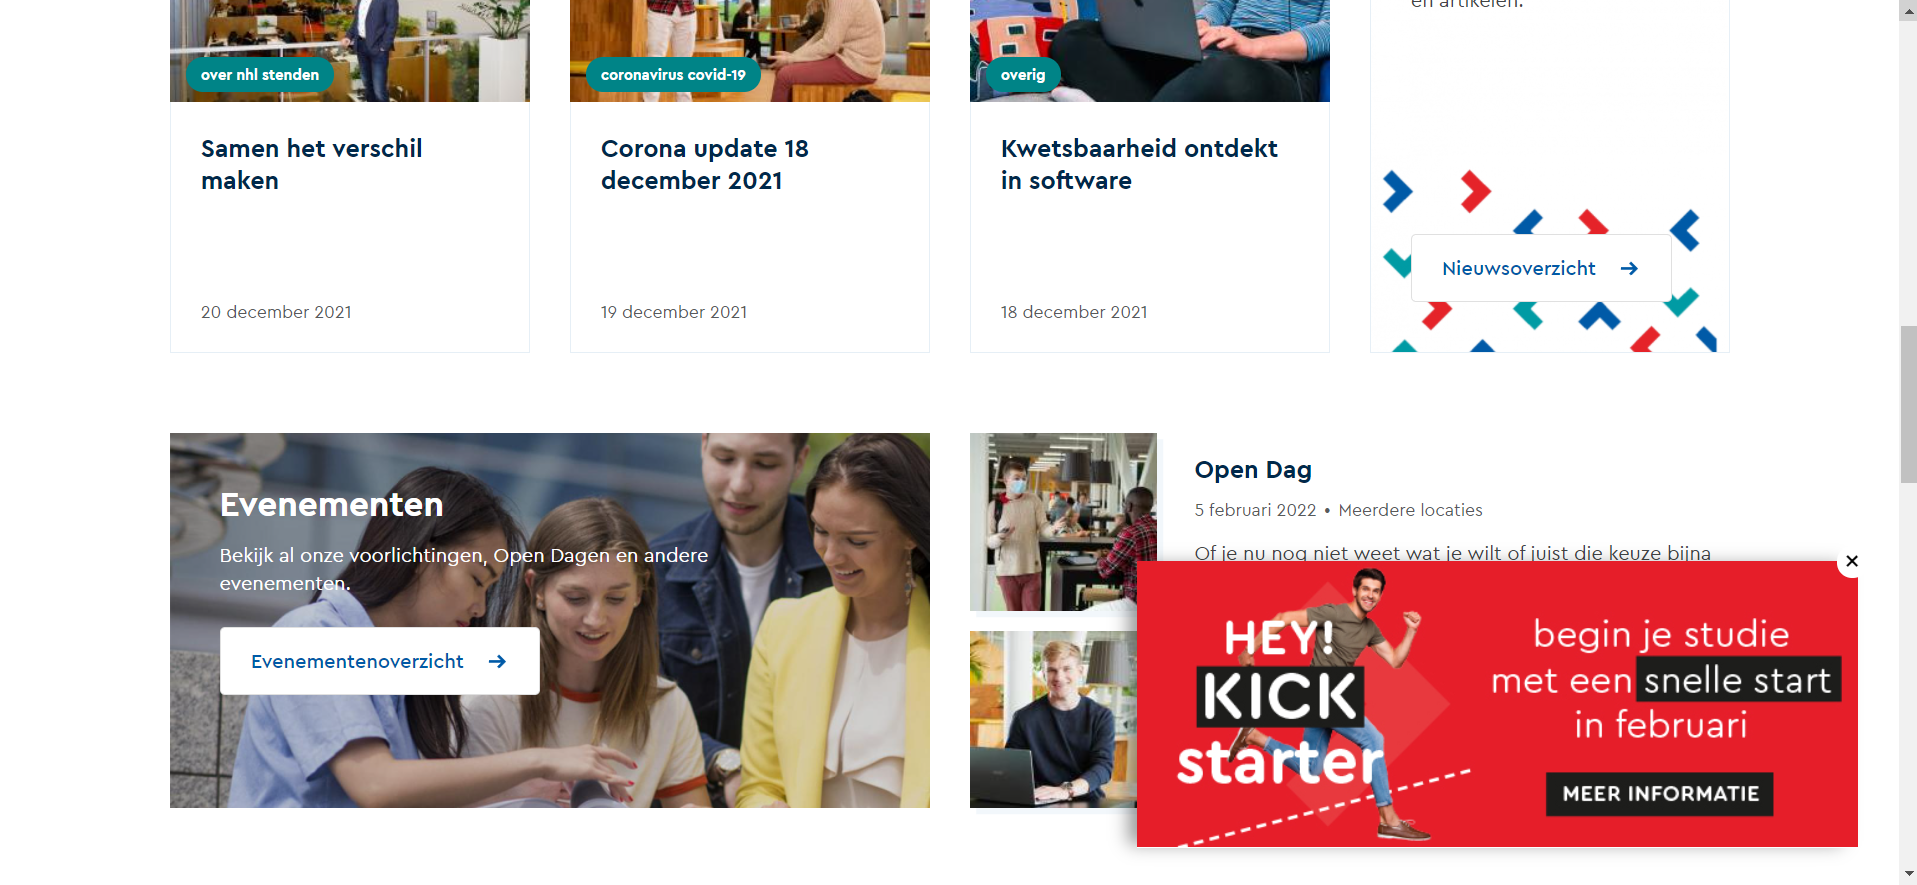 en artikelen.
over nhl stenden
coronavirus covid-19
overig
Samen het verschil
maken
20 december 2021
Corona update 18
december 2021
19 december 2021
Kwetsbaarheid ontdekt
in software
18 december 2021
Nieuwsoverzicht
Evenementen
Bekijk al onze voorlichtingen, Open Dagen en andere
evenementen.
Evenementenoverzicht
Open Dag
5 februari 2022 • Meerdere locaties
Of je nu nog niet weet wat je wilt of juist die keuze bijna
HEY!
KICK
starter
begin je studie
met een snelle start
in februari
MEER INFORMATIE